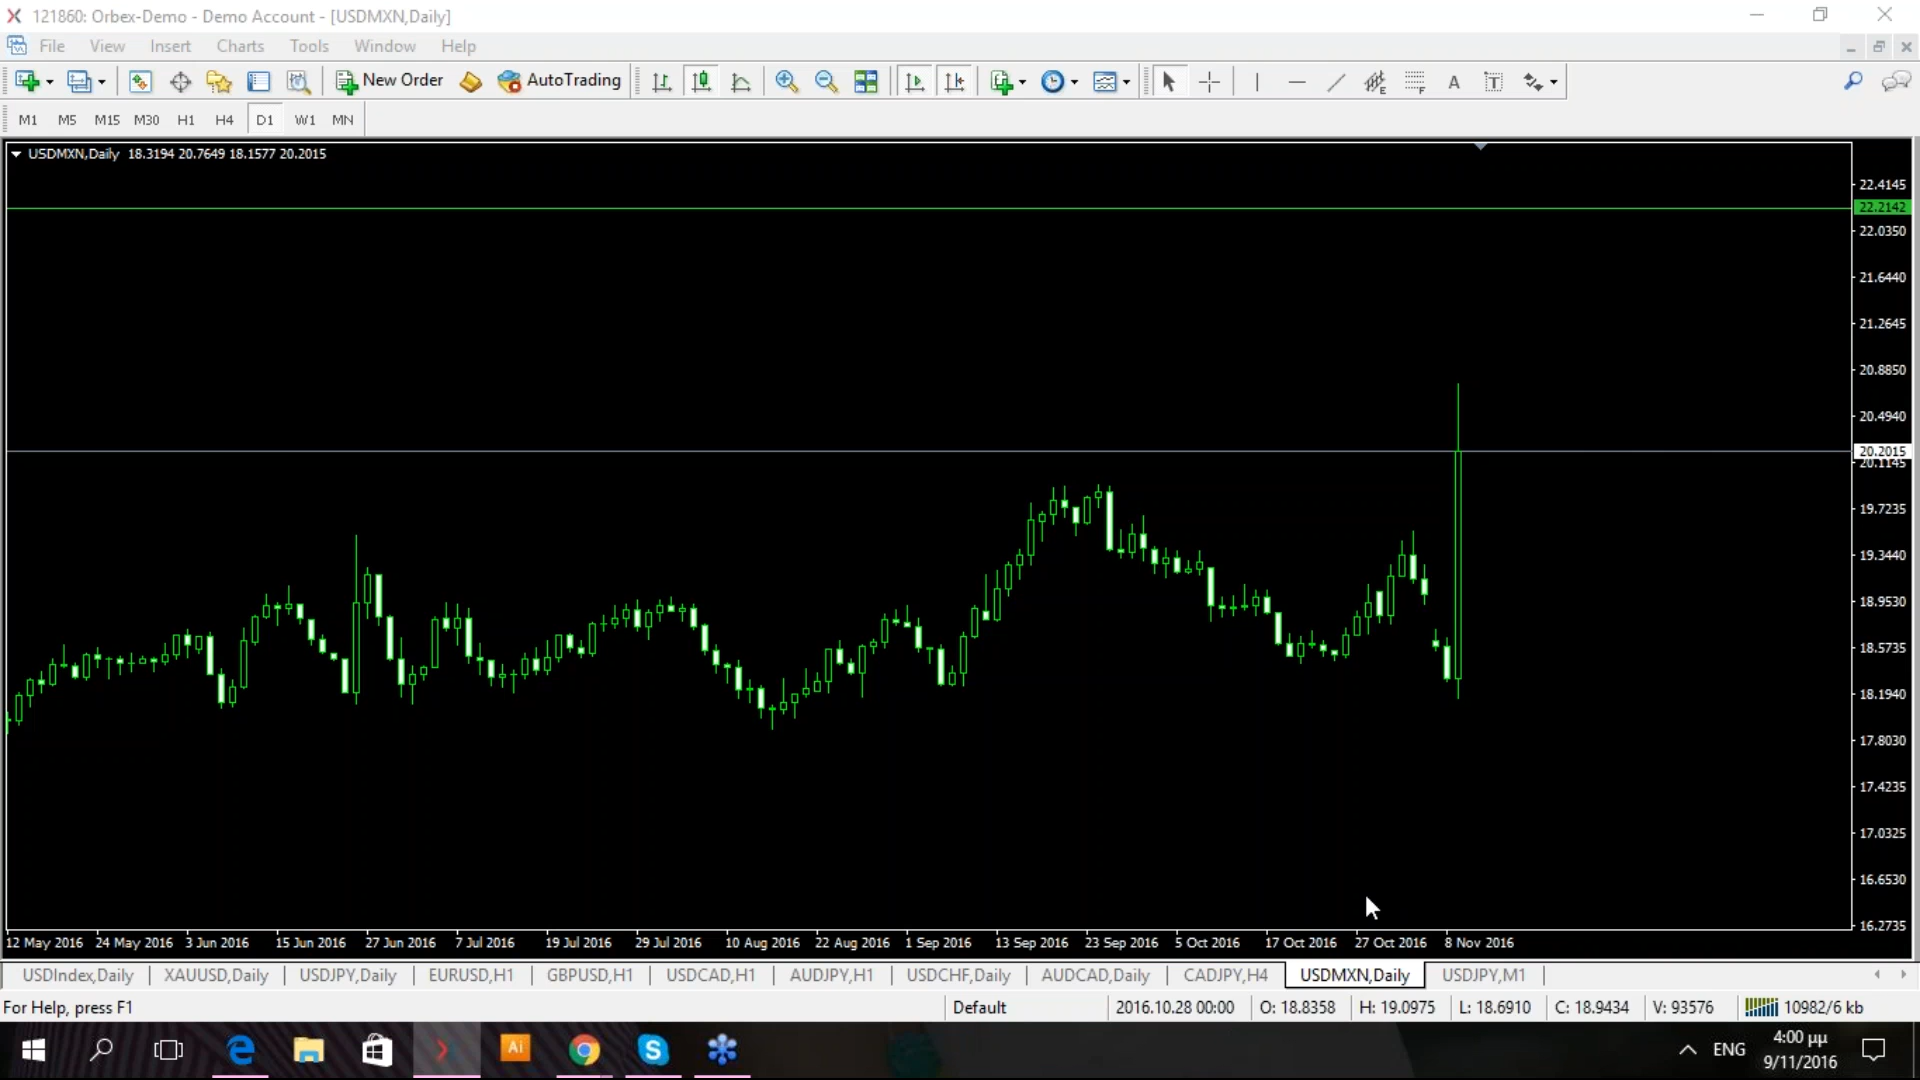 121860: Orbex-Demo - Demo Account - [USDMXN,Daily]
File View Insert Charts Tools Window Help
New Order AutoTrading
M1 M5 M15 M30 H1 H4 D1 W1 MN
USDMXN,Daily 18.3194 20.7649 18.1577 20.2015
22.4145
22.2142
22.0350
21.6440
21.2645
20.8850
20.4940
20.2015
20.1145
19.7235
19.3440
18.9530
18.5735
18.1940
17.8030
17.4235
17.0325
16.6530
16.2735
12 May 2016 24 May 2016 3 Jun 2016 15 Jun 2016 27 Jun 2016 7 Jul 2016 19 Jul 2016 29 Jul 2016 10 Aug 2016 22 Aug 2016 1 Sep 2016 13 Sep 2016 23 Sep 2016 5 Oct 2016 17 Oct 2016 27 Oct 2016 8 Nov 2016
USDIndex,Daily XAUUSD,Daily USDJPY,Daily EURUSD,H1 GBPUSD,H1 USDCAD,H1 AUDJPY,H1 USDCHF,Daily AUDCAD,Daily CADJPY,H4 USDMXN,Daily USDJPY,M1
For Help, press F1 Default 2016.10.28 00:00 O: 18.8358 H: 19.0975 L: 18.6910 C: 18.9434 V: 93576 10982/6 kb
Ai ENG 4:00 μμ
9/11/2016